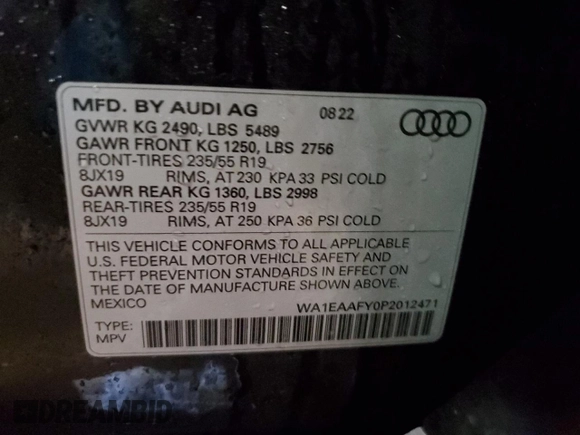 MFD. BY AUDI AG 08 22
GVWR KG 2490, LBS 5489
GAWR FRONT KG 1250, LBS 2756
FRONT-TIRES 235/55 R19
8JX19 RIMS, AT 230 KPA 33 PSI COLD
GAWR REAR KG 1360, LBS 2998
REAR-TIRES 235/55 R19
8JX19 RIMS, AT 250 KPA 36 PSI COLD
THIS VEHICLE CONFORMS TO ALL APPLICABLE
U.S. FEDERAL MOTOR VEHICLE SAFETY AND
THEFT PREVENTION STANDARDS IN EFFECT ON
THE DATE OF MANUFACTURE SHOWN ABOVE.
MEXICO WA1EAAFY0P2012471
TYPE:
MPV
DREAMBID